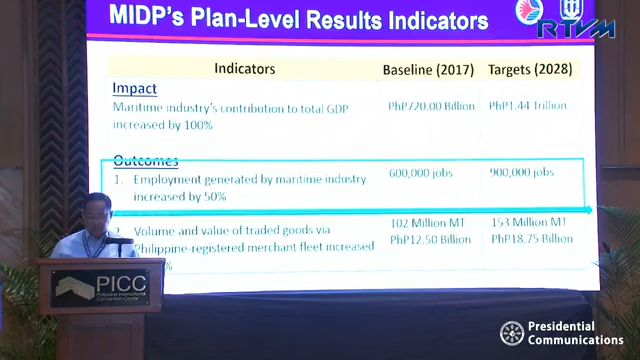 MIDP's Plan-Level Results Indicators
RTVM
Indicators Baseline (2017) Targets (2028)
Impact
Maritime industry's contribution to total GDP increased by 100% PhP720.00 Billion PhP1.44 Trillion
Outcomes
1. Employment generated by maritime industry increased by 50% 600,000 jobs 900,000 jobs
Volume and value of traded goods via Philippine-registered merchant fleet increased 102 Million MT 153 Million MT
PhP12.50 Billion PhP18.75 Billion
PICC
Philippine International
Convention Center
Presidential
Communications